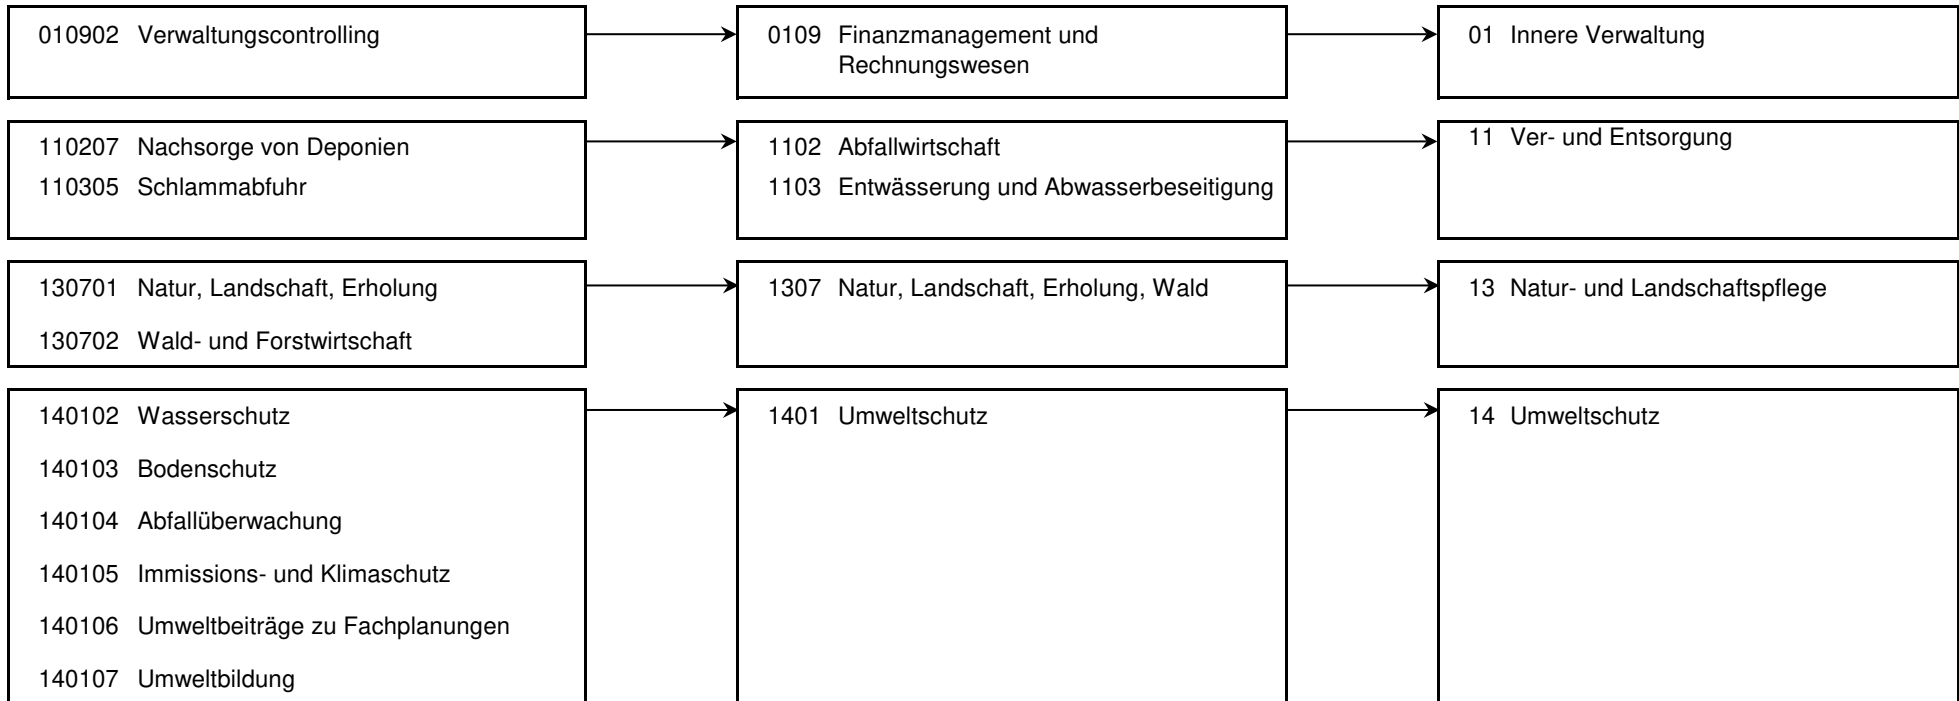 010902 Verwaltungscontrolling
0109 Finanzmanagement und
Rechnungswesen
01 Innere Verwaltung
110207 Nachsorge von Deponien
110305 Schlammabfuhr
1102 Abfallwirtschaft
1103 Entwässerung und Abwasserbeseitigung
11 Ver- und Entsorgung
130701 Natur, Landschaft, Erholung
130702 Wald- und Forstwirtschaft
1307 Natur, Landschaft, Erholung, Wald
13 Natur- und Landschaftspflege
140102 Wasserschutz
140103 Bodenschutz
140104 Abfallüberwachung
140105 Immissions- und Klimaschutz
140106 Umweltbeiträge zu Fachplanungen
140107 Umweltbildung
1401 Umweltschutz
14 Umweltschutz